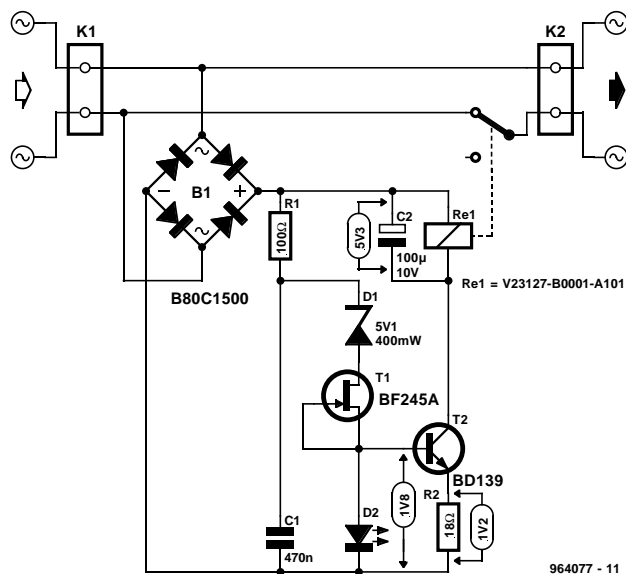 K1
K2
~
~
~
~
~
B1
−
+
~
B80C1500
R1
100Ω
5V3
C2
100µ
10V
Re1
Re1 = V23127-B0001-A101
D1
5V1
400mW
T1
BF245A
T2
BD139
D2
1V8
R2
18Ω
1V2
C1
470n
964077 - 11